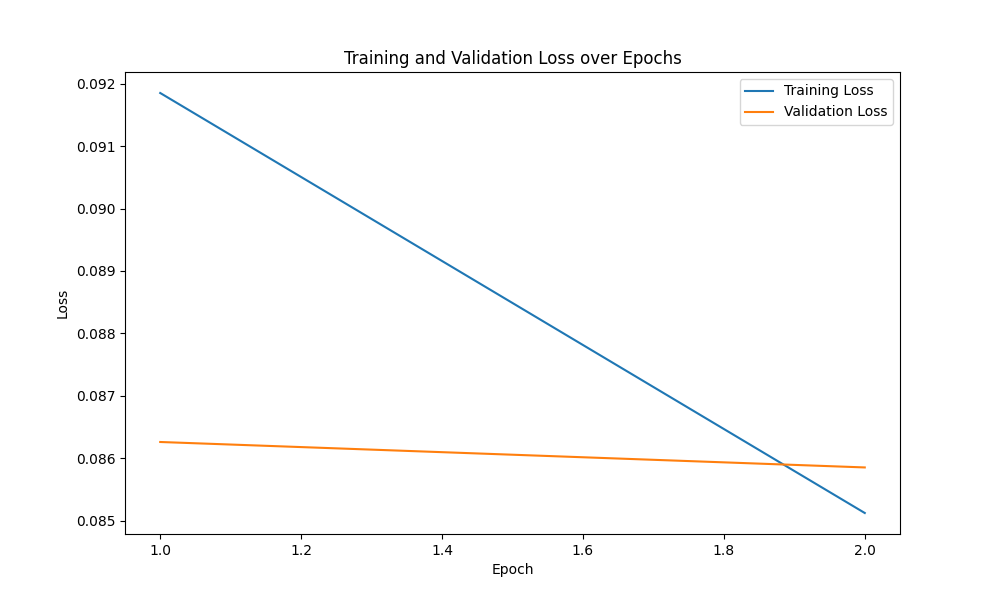 Training and Validation Loss over Epochs
Training Loss
Validation Loss
0.092
0.091
0.090
0.089
0.088
0.087
0.086
0.085
Loss
1.0 1.2 1.4 1.6 1.8 2.0
Epoch